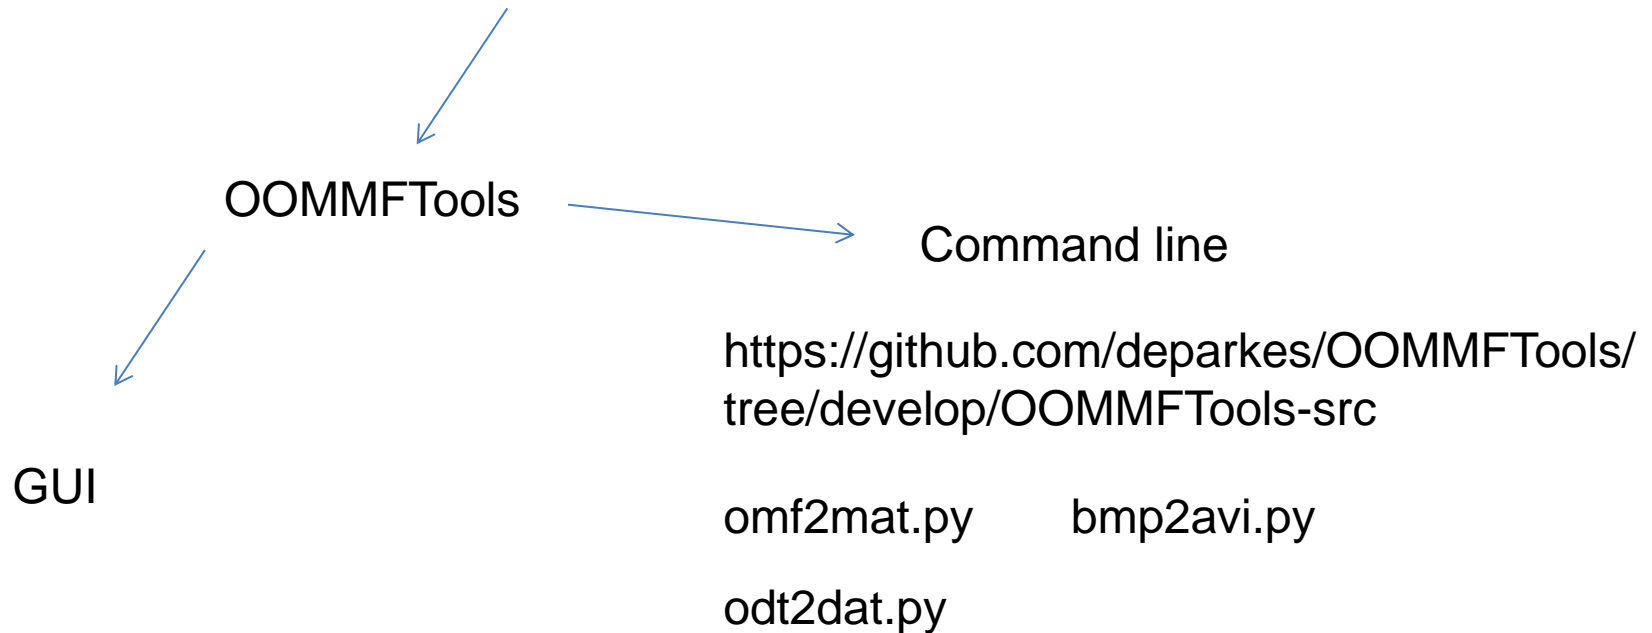 OOMMFTools
Command line
https://github.com/deparkes/OOMMFTools/
tree/develop/OOMMFTools-src
GUI
omf2mat.py bmp2avi.py
odt2dat.py